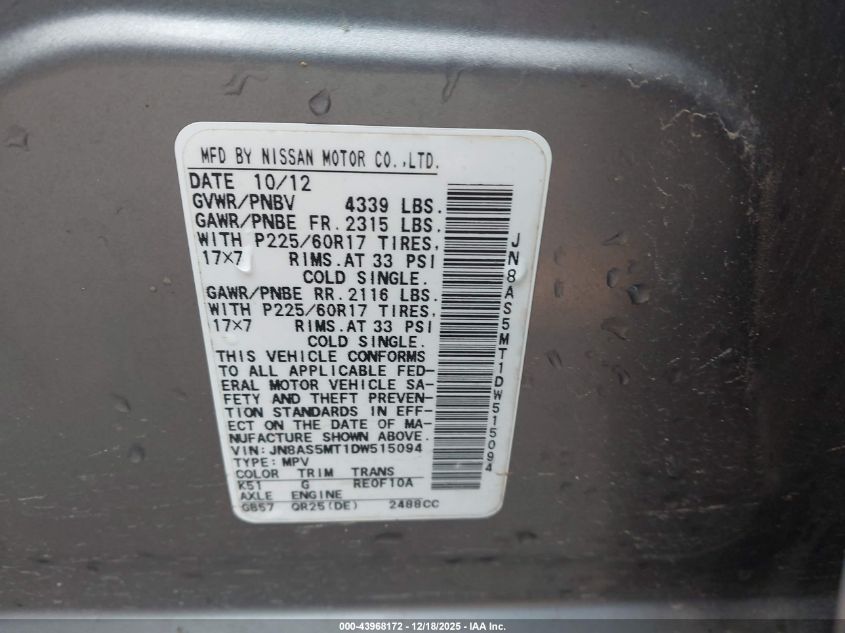 MFD BY NISSAN MOTOR CO.,LTD.
DATE 10/12
GVWR/PNBV 4339 LBS.
GAWR/PNBE FR.2315 LBS.
WITH P225/60R17 TIRES,
17×7 RIMS.AT 33 PSI
COLD SINGLE.
GAWR/PNBE RR.2116 LBS.
WITH P225/60R17 TIRES.
17×7 RIMS.AT 33 PSI
COLD SINGLE.
THIS VEHICLE CONFORMS
TO ALL APPLICABLE FED-
ERAL MOTOR VEHICLE SA-
FETY AND THEFT PREVEN-
TION STANDARDS IN EFF-
ECT ON THE DATE OF MA-
NUFACTURE SHOWN ABOVE.
VIN: JN8AS5MT1DW515094
TYPE: MPV
COLOR TRIM TRANS
K51 G RE0F10A
AXLE ENGINE
GB57 QR25(DE) 2488CC
JN8AS5MT1DW515094
000-43968172 - 12/18/2025 - IAA Inc.